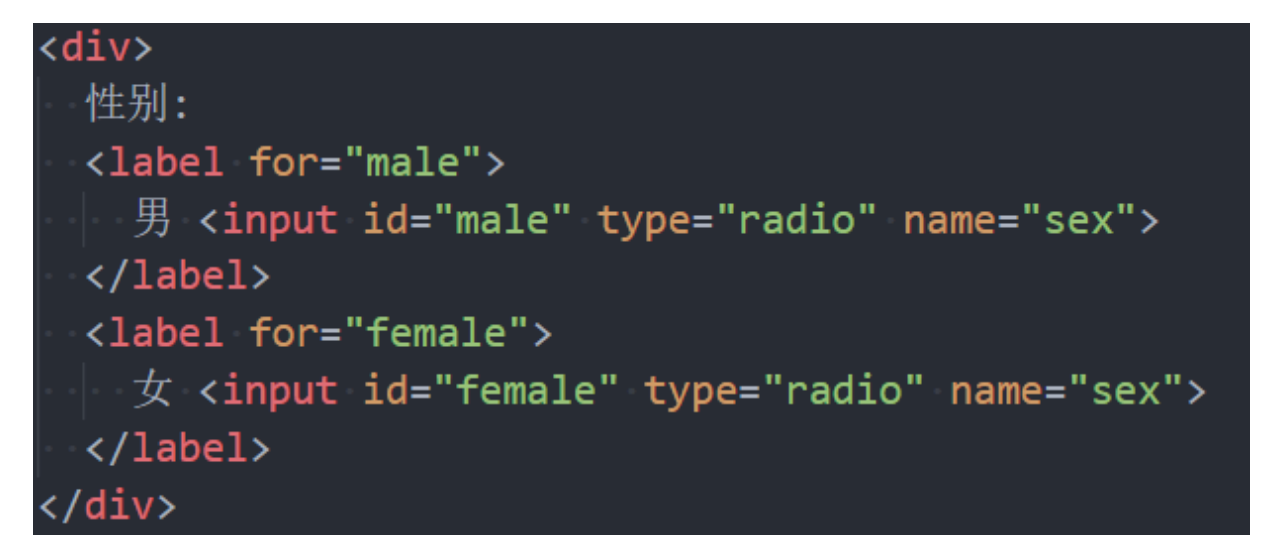 <div>
  性别:
  <label for="male">
    男 <input id="male" type="radio" name="sex">
  </label>
  <label for="female">
    女 <input id="female" type="radio" name="sex">
  </label>
</div>